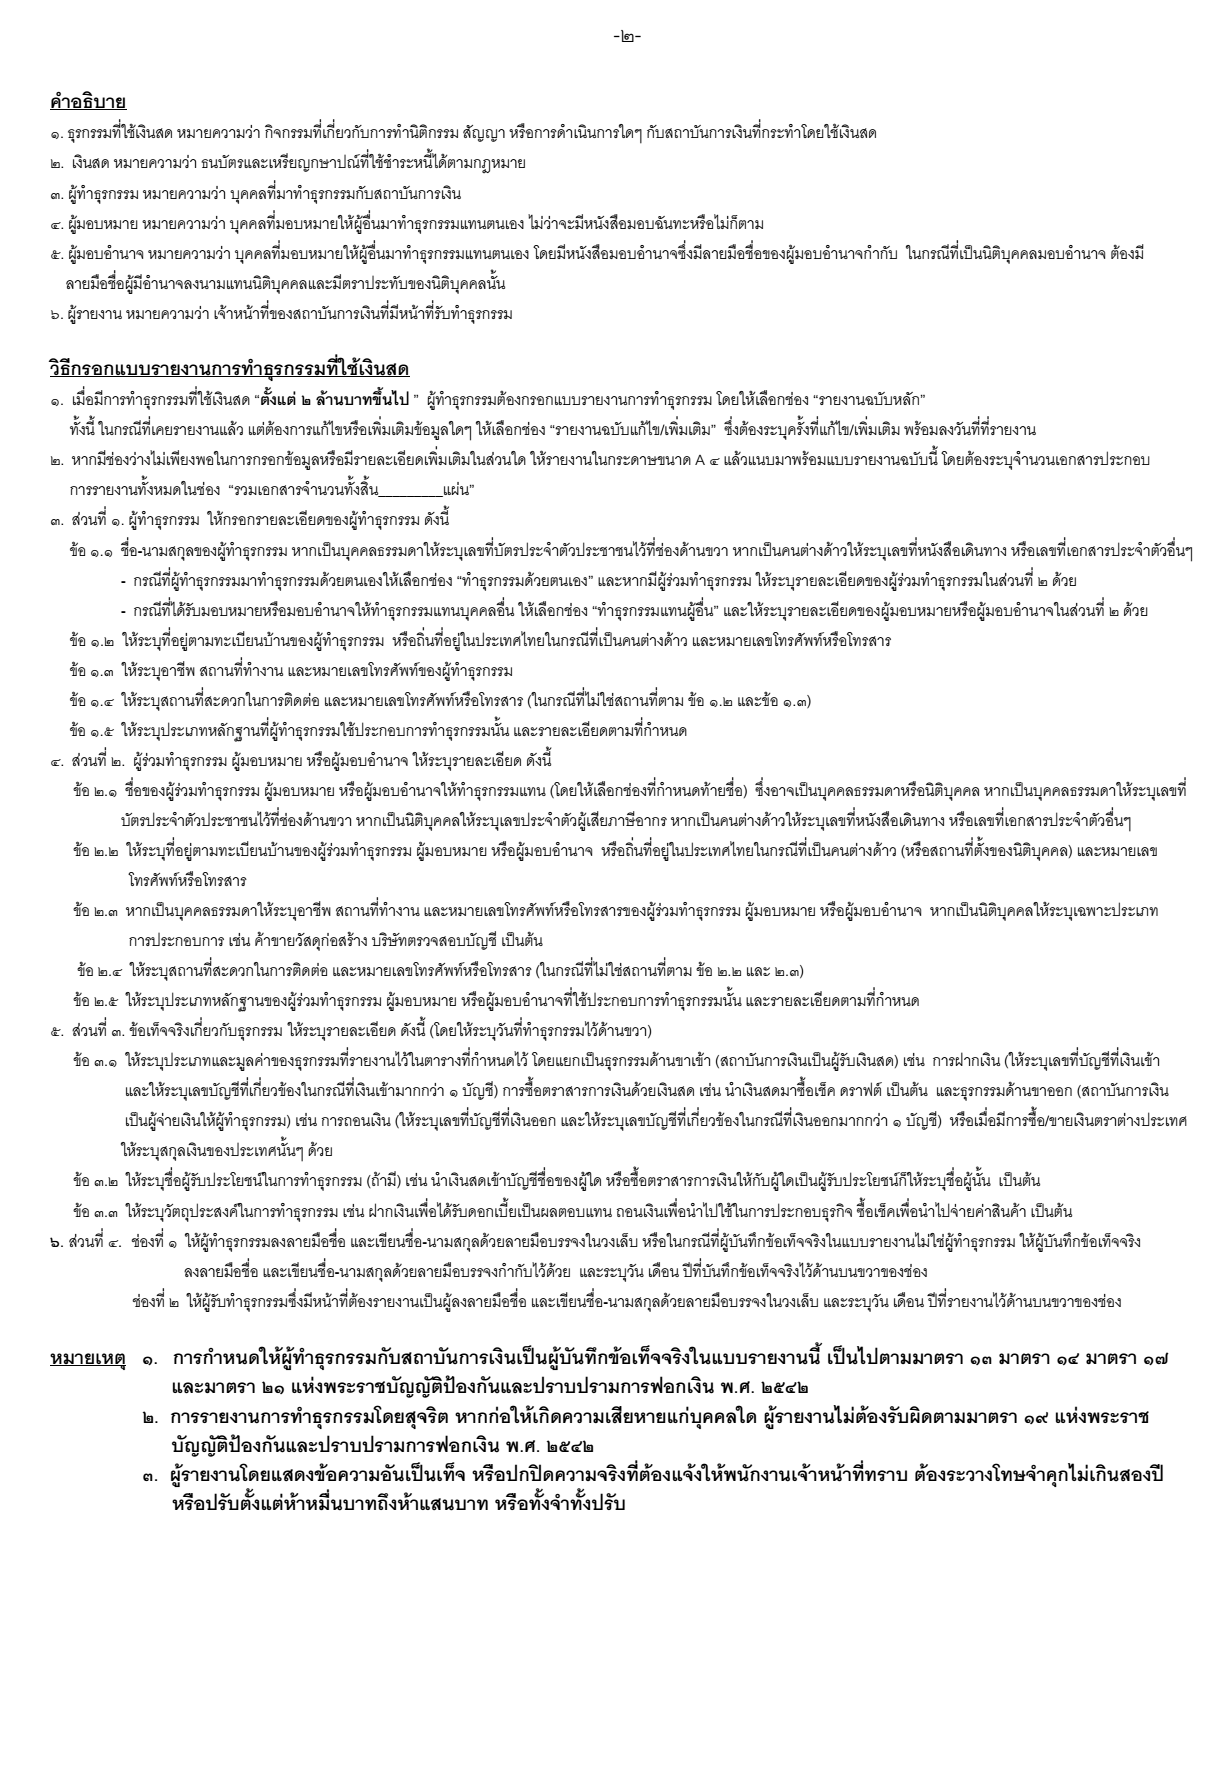 -๒-
คำอธิบาย
๑. ธุรกรรมที่ใช้เงินสด หมายความว่า กิจกรรมที่เกี่ยวกับการทำนิติกรรม สัญญา หรือการดำเนินการใดๆ กับสถาบันการเงินที่กระทำโดยใช้เงินสด
๒. เงินสด หมายความว่า ธนบัตรและเหรียญกษาปณ์ที่ใช้ชำระหนี้ได้ตามกฎหมาย
๓. ผู้ทำธุรกรรม หมายความว่า บุคคลที่มาทำธุรกรรมกับสถาบันการเงิน
๔. ผู้มอบหมาย หมายความว่า บุคคลที่มอบหมายให้ผู้อื่นมาทำธุรกรรมแทนตนเอง ไม่ว่าจะมีหนังสือมอบฉันทะหรือไม่ก็ตาม
๕. ผู้มอบอำนาจ หมายความว่า บุคคลที่มอบหมายให้ผู้อื่นมาทำธุรกรรมแทนตนเอง โดยมีหนังสือมอบอำนาจซึ่งมีลายมือชื่อของผู้มอบอำนาจกำกับ ในกรณีที่เป็นนิติบุคคลมอบอำนาจ ต้องมี
ลายมือชื่อผู้มีอำนาจลงนามแทนนิติบุคคลและมีตราประทับของนิติบุคคลนั้น
๖. ผู้รายงาน หมายความว่า เจ้าหน้าที่ของสถาบันการเงินที่มีหน้าที่รับทำธุรกรรม
วิธีกรอกแบบรายงานการทำธุรกรรมที่ใช้เงินสด
๑. เมื่อมีการทำธุรกรรมที่ใช้เงินสด “ตั้งแต่ ๒ ล้านบาทขึ้นไป ” ผู้ทำธุรกรรมต้องกรอกแบบรายงานการทำธุรกรรม โดยให้เลือกช่อง “รายงานฉบับหลัก”
ทั้งนี้ ในกรณีที่เคยรายงานแล้ว แต่ต้องการแก้ไขหรือเพิ่มเติมข้อมูลใดๆ ให้เลือกช่อง “รายงานฉบับแก้ไข/เพิ่มเติม” ซึ่งต้องระบุครั้งที่แก้ไข/เพิ่มเติม พร้อมลงวันที่ที่รายงาน
๒. หากมีช่องว่างไม่เพียงพอในการกรอกข้อมูลหรือมีรายละเอียดเพิ่มเติมในส่วนใด ให้รายงานในกระดาษขนาด A ๔ แล้วแนบมาพร้อมแบบรายงานฉบับนี้ โดยต้องระบุจำนวนเอกสารประกอบ
การรายงานทั้งหมดในช่อง “รวมเอกสารจำนวนทั้งสิ้น_________แผ่น”
๓. ส่วนที่ ๑. ผู้ทำธุรกรรม ให้กรอกรายละเอียดของผู้ทำธุรกรรม ดังนี้
ข้อ ๑.๑ ชื่อ-นามสกุลของผู้ทำธุรกรรม หากเป็นบุคคลธรรมดาให้ระบุเลขที่บัตรประจำตัวประชาชนไว้ที่ช่องด้านขวา หากเป็นคนต่างด้าวให้ระบุเลขที่หนังสือเดินทาง หรือเลขที่เอกสารประจำตัวอื่นๆ
- กรณีที่ผู้ทำธุรกรรมมาทำธุรกรรมด้วยตนเองให้เลือกช่อง “ทำธุรกรรมด้วยตนเอง” และหากมีผู้ร่วมทำธุรกรรม ให้ระบุรายละเอียดของผู้ร่วมทำธุรกรรมในส่วนที่ ๒ ด้วย
- กรณีที่ได้รับมอบหมายหรือมอบอำนาจให้ทำธุรกรรมแทนบุคคลอื่น ให้เลือกช่อง “ทำธุรกรรมแทนผู้อื่น” และให้ระบุรายละเอียดของผู้มอบหมายหรือผู้มอบอำนาจในส่วนที่ ๒ ด้วย
ข้อ ๑.๒ ให้ระบุที่อยู่ตามทะเบียนบ้านของผู้ทำธุรกรรม หรือถิ่นที่อยู่ในประเทศไทยในกรณีที่เป็นคนต่างด้าว และหมายเลขโทรศัพท์หรือโทรสาร
ข้อ ๑.๓ ให้ระบุอาชีพ สถานที่ทำงาน และหมายเลขโทรศัพท์ของผู้ทำธุรกรรม
ข้อ ๑.๔ ให้ระบุสถานที่สะดวกในการติดต่อ และหมายเลขโทรศัพท์หรือโทรสาร (ในกรณีที่ไม่ใช่สถานที่ตาม ข้อ ๑.๒ และข้อ ๑.๓)
ข้อ ๑.๕ ให้ระบุประเภทหลักฐานที่ผู้ทำธุรกรรมใช้ประกอบการทำธุรกรรมนั้น และรายละเอียดตามที่กำหนด
๔. ส่วนที่ ๒. ผู้ร่วมทำธุรกรรม ผู้มอบหมาย หรือผู้มอบอำนาจ ให้ระบุรายละเอียด ดังนี้
ข้อ ๒.๑ ชื่อของผู้ร่วมทำธุรกรรม ผู้มอบหมาย หรือผู้มอบอำนาจให้ทำธุรกรรมแทน (โดยให้เลือกช่องที่กำหนดท้ายชื่อ) ซึ่งอาจเป็นบุคคลธรรมดาหรือนิติบุคคล หากเป็นบุคคลธรรมดาให้ระบุเลขที่
บัตรประจำตัวประชาชนไว้ที่ช่องด้านขวา หากเป็นนิติบุคคลให้ระบุเลขประจำตัวผู้เสียภาษีอากร หากเป็นคนต่างด้าวให้ระบุเลขที่หนังสือเดินทาง หรือเลขที่เอกสารประจำตัวอื่นๆ
ข้อ ๒.๒ ให้ระบุที่อยู่ตามทะเบียนบ้านของผู้ร่วมทำธุรกรรม ผู้มอบหมาย หรือผู้มอบอำนาจ หรือถิ่นที่อยู่ในประเทศไทยในกรณีที่เป็นคนต่างด้าว (หรือสถานที่ตั้งของนิติบุคคล) และหมายเลข
โทรศัพท์หรือโทรสาร
ข้อ ๒.๓ หากเป็นบุคคลธรรมดาให้ระบุอาชีพ สถานที่ทำงาน และหมายเลขโทรศัพท์หรือโทรสารของผู้ร่วมทำธุรกรรม ผู้มอบหมาย หรือผู้มอบอำนาจ หากเป็นนิติบุคคลให้ระบุเฉพาะประเภท
การประกอบการ เช่น ค้าขายวัสดุก่อสร้าง บริษัทตรวจสอบบัญชี เป็นต้น
ข้อ ๒.๔ ให้ระบุสถานที่สะดวกในการติดต่อ และหมายเลขโทรศัพท์หรือโทรสาร (ในกรณีที่ไม่ใช่สถานที่ตาม ข้อ ๒.๒ และ ๒.๓)
ข้อ ๒.๕ ให้ระบุประเภทหลักฐานของผู้ร่วมทำธุรกรรม ผู้มอบหมาย หรือผู้มอบอำนาจที่ใช้ประกอบการทำธุรกรรมนั้น และรายละเอียดตามที่กำหนด
๕. ส่วนที่ ๓. ข้อเท็จจริงเกี่ยวกับธุรกรรม ให้ระบุรายละเอียด ดังนี้ (โดยให้ระบุวันที่ทำธุรกรรมไว้ด้านขวา)
ข้อ ๓.๑ ให้ระบุประเภทและมูลค่าของธุรกรรมที่รายงานไว้ในตารางที่กำหนดไว้ โดยแยกเป็นธุรกรรมด้านขาเข้า (สถาบันการเงินเป็นผู้รับเงินสด) เช่น การฝากเงิน (ให้ระบุเลขที่บัญชีที่เงินเข้า
และให้ระบุเลขบัญชีที่เกี่ยวข้องในกรณีที่เงินเข้ามากกว่า ๑ บัญชี) การซื้อตราสารการเงินด้วยเงินสด เช่น นำเงินสดมาซื้อเช็ค ดราฟต์ เป็นต้น และธุรกรรมด้านขาออก (สถาบันการเงิน
เป็นผู้จ่ายเงินให้ผู้ทำธุรกรรม) เช่น การถอนเงิน (ให้ระบุเลขที่บัญชีที่เงินออก และให้ระบุเลขบัญชีที่เกี่ยวข้องในกรณีที่เงินออกมากกว่า ๑ บัญชี) หรือเมื่อมีการซื้อ/ขายเงินตราต่างประเทศ
ให้ระบุสกุลเงินของประเทศนั้นๆ ด้วย
ข้อ ๓.๒ ให้ระบุชื่อผู้รับประโยชน์ในการทำธุรกรรม (ถ้ามี) เช่น นำเงินสดเข้าบัญชีชื่อของผู้ใด หรือซื้อตราสารการเงินให้กับผู้ใดเป็นผู้รับประโยชน์ก็ให้ระบุชื่อผู้นั้น เป็นต้น
ข้อ ๓.๓ ให้ระบุวัตถุประสงค์ในการทำธุรกรรม เช่น ฝากเงินเพื่อได้รับดอกเบี้ยเป็นผลตอบแทน ถอนเงินเพื่อนำไปใช้ในการประกอบธุรกิจ ซื้อเช็คเพื่อนำไปจ่ายค่าสินค้า เป็นต้น
๖. ส่วนที่ ๔. ช่องที่ ๑ ให้ผู้ทำธุรกรรมลงลายมือชื่อ และเขียนชื่อ-นามสกุลด้วยลายมือบรรจงในวงเล็บ หรือในกรณีที่ผู้บันทึกข้อเท็จจริงในแบบรายงานไม่ใช่ผู้ทำธุรกรรม ให้ผู้บันทึกข้อเท็จจริง
ลงลายมือชื่อ และเขียนชื่อ-นามสกุลด้วยลายมือบรรจงกำกับไว้ด้วย และระบุวัน เดือน ปีที่บันทึกข้อเท็จจริงไว้ด้านบนขวาของช่อง
ช่องที่ ๒ ให้ผู้รับทำธุรกรรมซึ่งมีหน้าที่ต้องรายงานเป็นผู้ลงลายมือชื่อ และเขียนชื่อ-นามสกุลด้วยลายมือบรรจงในวงเล็บ และระบุวัน เดือน ปีที่รายงานไว้ด้านบนขวาของช่อง
หมายเหตุ ๑. การกำหนดให้ผู้ทำธุรกรรมกับสถาบันการเงินเป็นผู้บันทึกข้อเท็จจริงในแบบรายงานนี้ เป็นไปตามมาตรา ๑๓ มาตรา ๑๔ มาตรา ๑๗
และมาตรา ๒๑ แห่งพระราชบัญญัติป้องกันและปราบปรามการฟอกเงิน พ.ศ. ๒๕๔๒
๒. การรายงานการทำธุรกรรมโดยสุจริต หากก่อให้เกิดความเสียหายแก่บุคคลใด ผู้รายงานไม่ต้องรับผิดตามมาตรา ๑๙ แห่งพระราช
บัญญัติป้องกันและปราบปรามการฟอกเงิน พ.ศ. ๒๕๔๒
๓. ผู้รายงานโดยแสดงข้อความอันเป็นเท็จ หรือปกปิดความจริงที่ต้องแจ้งให้พนักงานเจ้าหน้าที่ทราบ ต้องระวางโทษจำคุกไม่เกินสองปี
หรือปรับตั้งแต่ห้าหมื่นบาทถึงห้าแสนบาท หรือทั้งจำทั้งปรับ